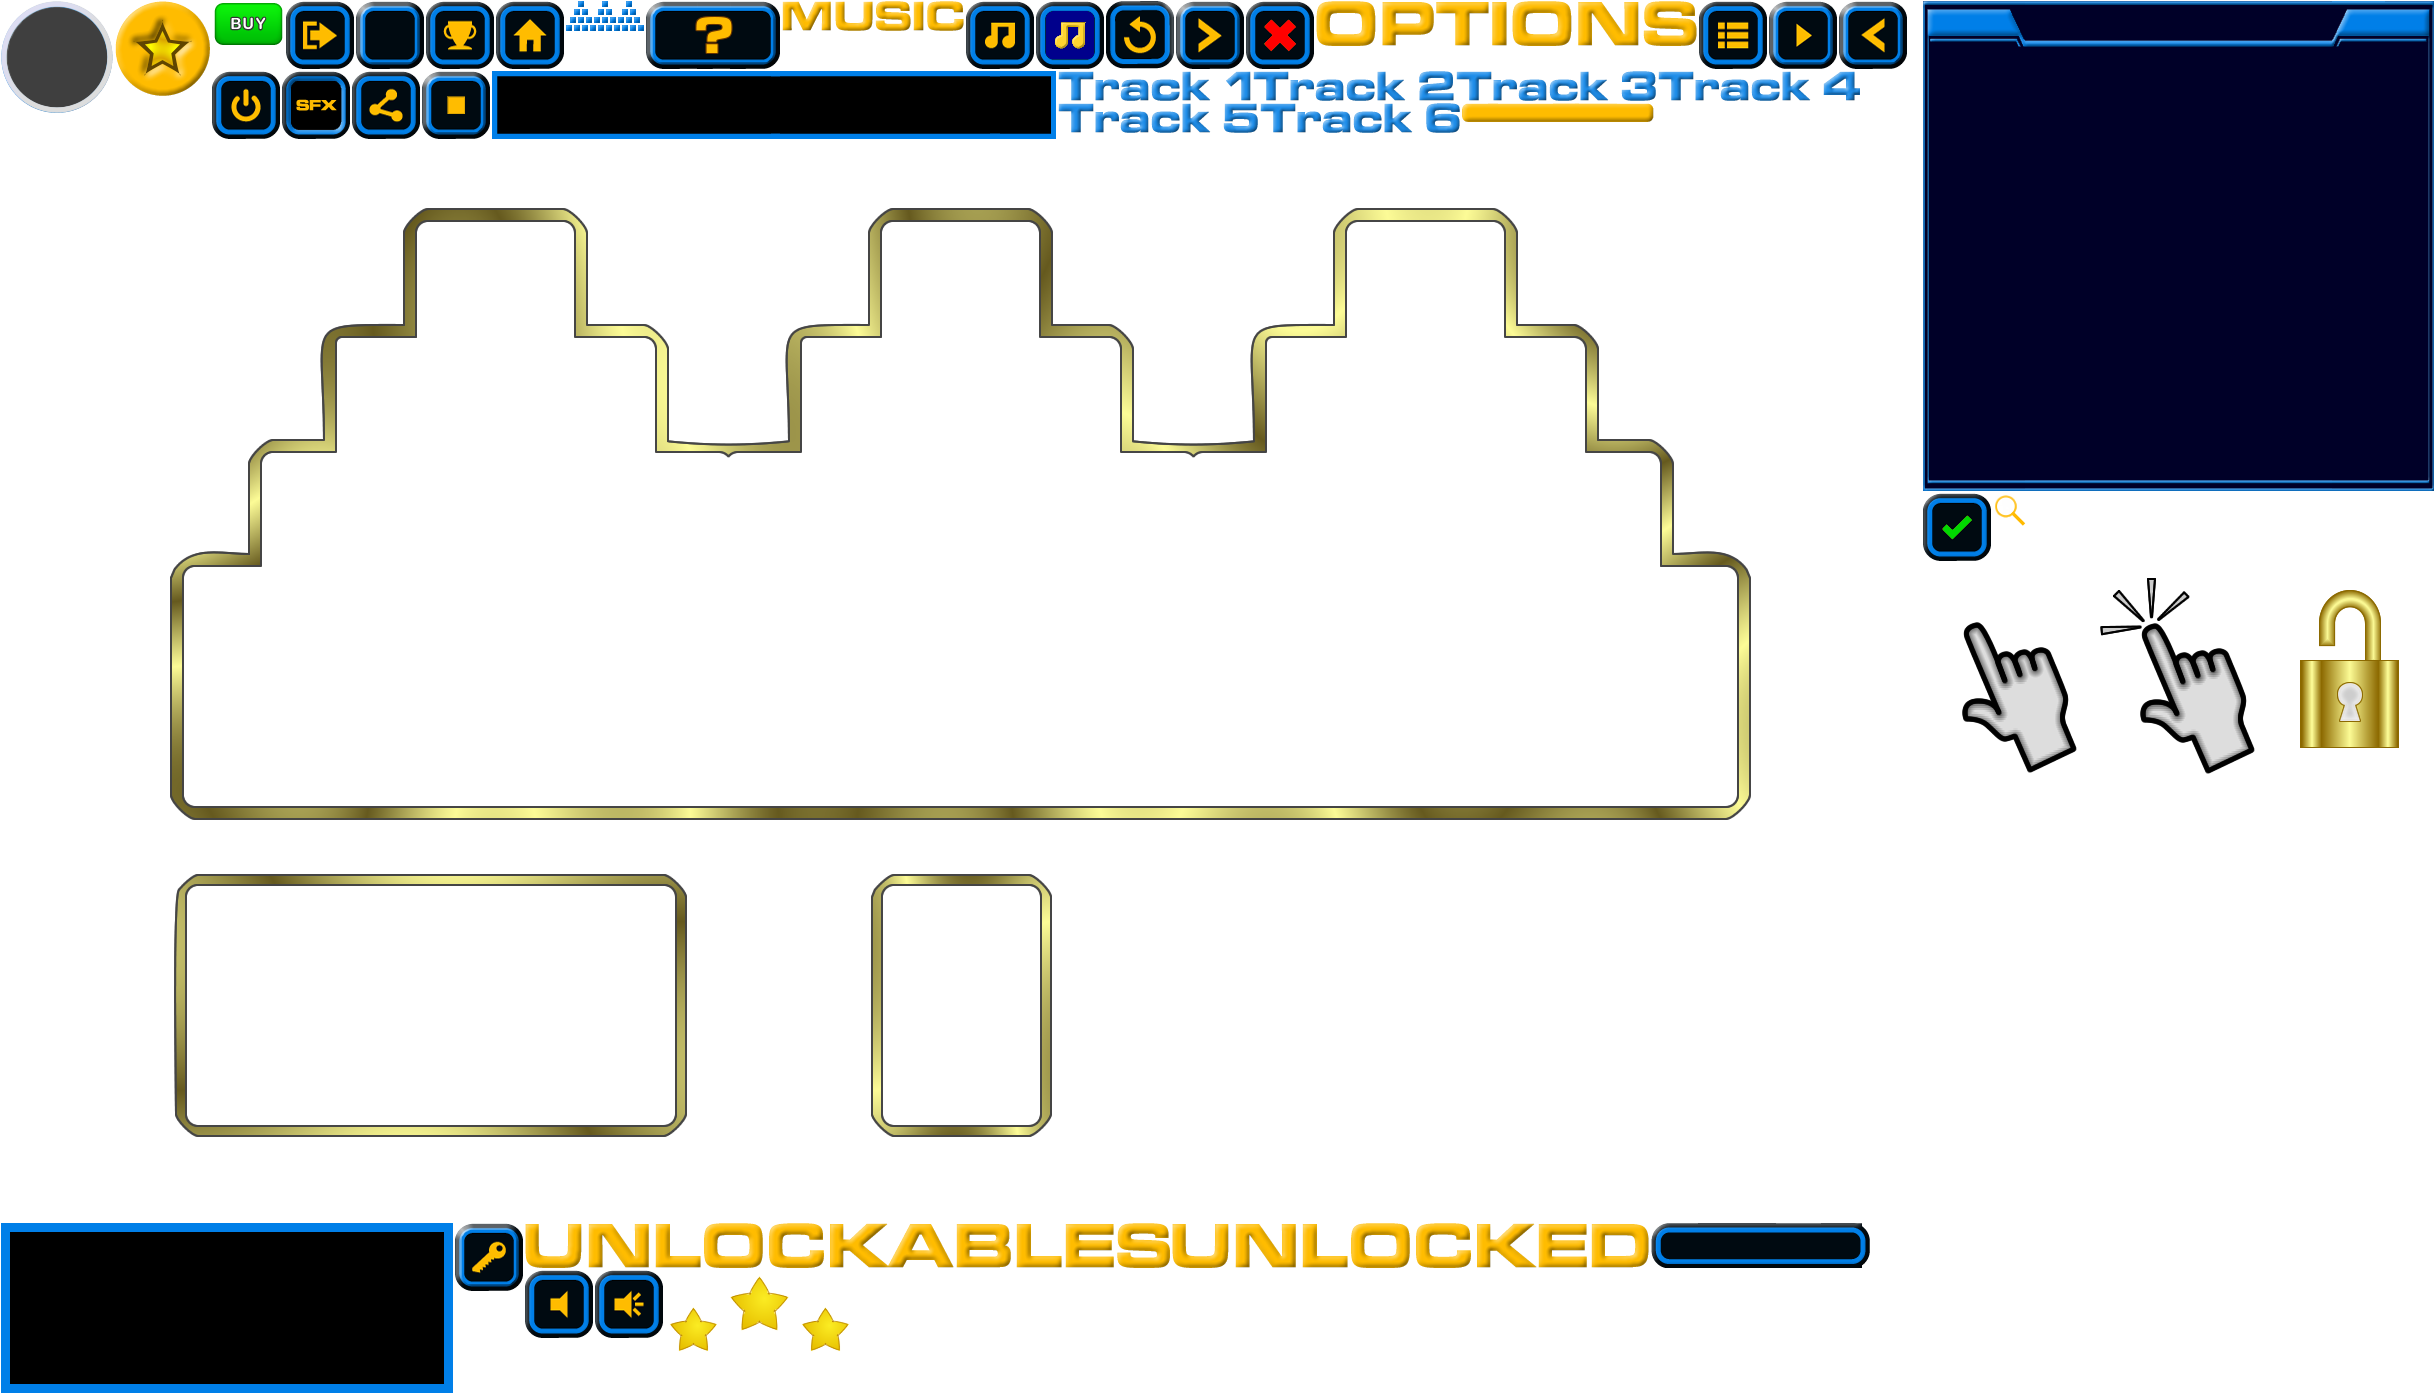 BUY
?
MUSIC
OPTIONS
SFX
Track 1Track 2Track 3Track 4
Track 5Track 6
UNLOCKABLESUNLOCKED